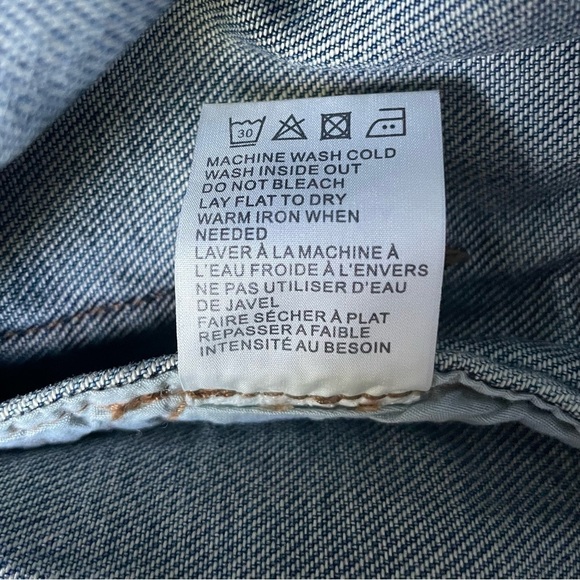 30
MACHINE WASH COLD
WASH INSIDE OUT
DO NOT BLEACH
LAY FLAT TO DRY
WARM IRON WHEN
NEEDED
LAVER À LA MACHINE À
L'EAU FROIDE À L'ENVERS
NE PAS UTILISER D'EAU
DE JAVEL
FAIRE SÉCHER À PLAT
REPASSER A FAIBLE
INTENSITÉ AU BESOIN